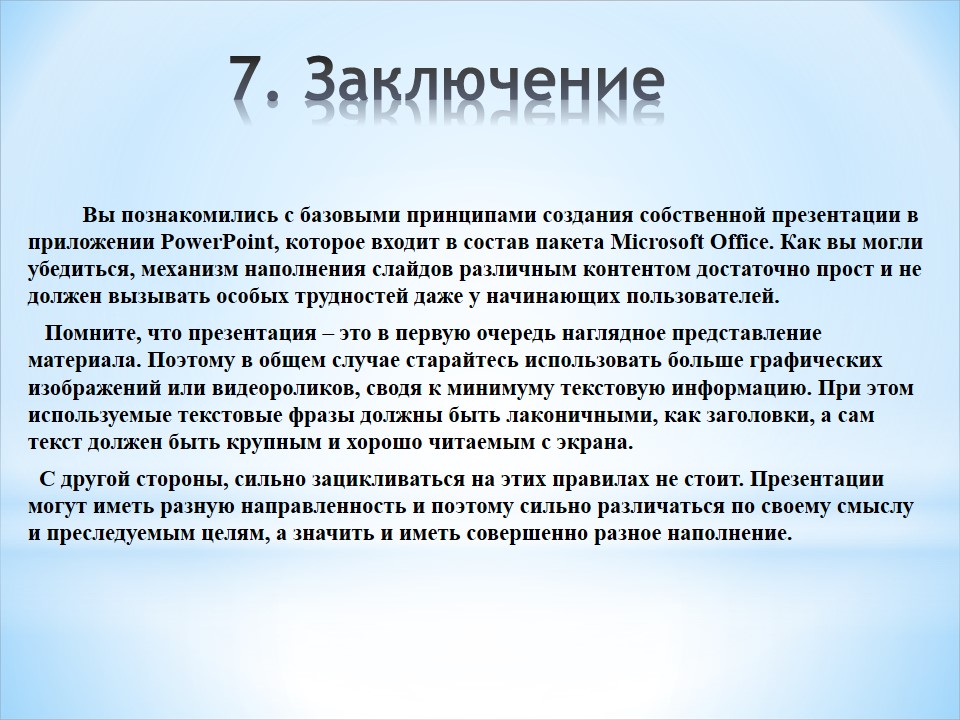 7. Заключение
Вы познакомились с базовыми принципами создания собственной презентации в
приложении PowerPoint, которое входит в состав пакета Microsoft Office. Как вы могли
убедиться, механизм наполнения слайдов различным контентом достаточно прост и не
должен вызывать особых трудностей даже у начинающих пользователей.
Помните, что презентация – это в первую очередь наглядное представление
материала. Поэтому в общем случае старайтесь использовать больше графических
изображений или видеороликов, сводя к минимуму текстовую информацию. При этом
используемые текстовые фразы должны быть лаконичными, как заголовки, а сам
текст должен быть крупным и хорошо читаемым с экрана.
С другой стороны, сильно зацикливаться на этих правилах не стоит. Презентации
могут иметь разную направленность и поэтому сильно различаться по своему смыслу
и преследуемым целям, а значить и иметь совершенно разное наполнение.